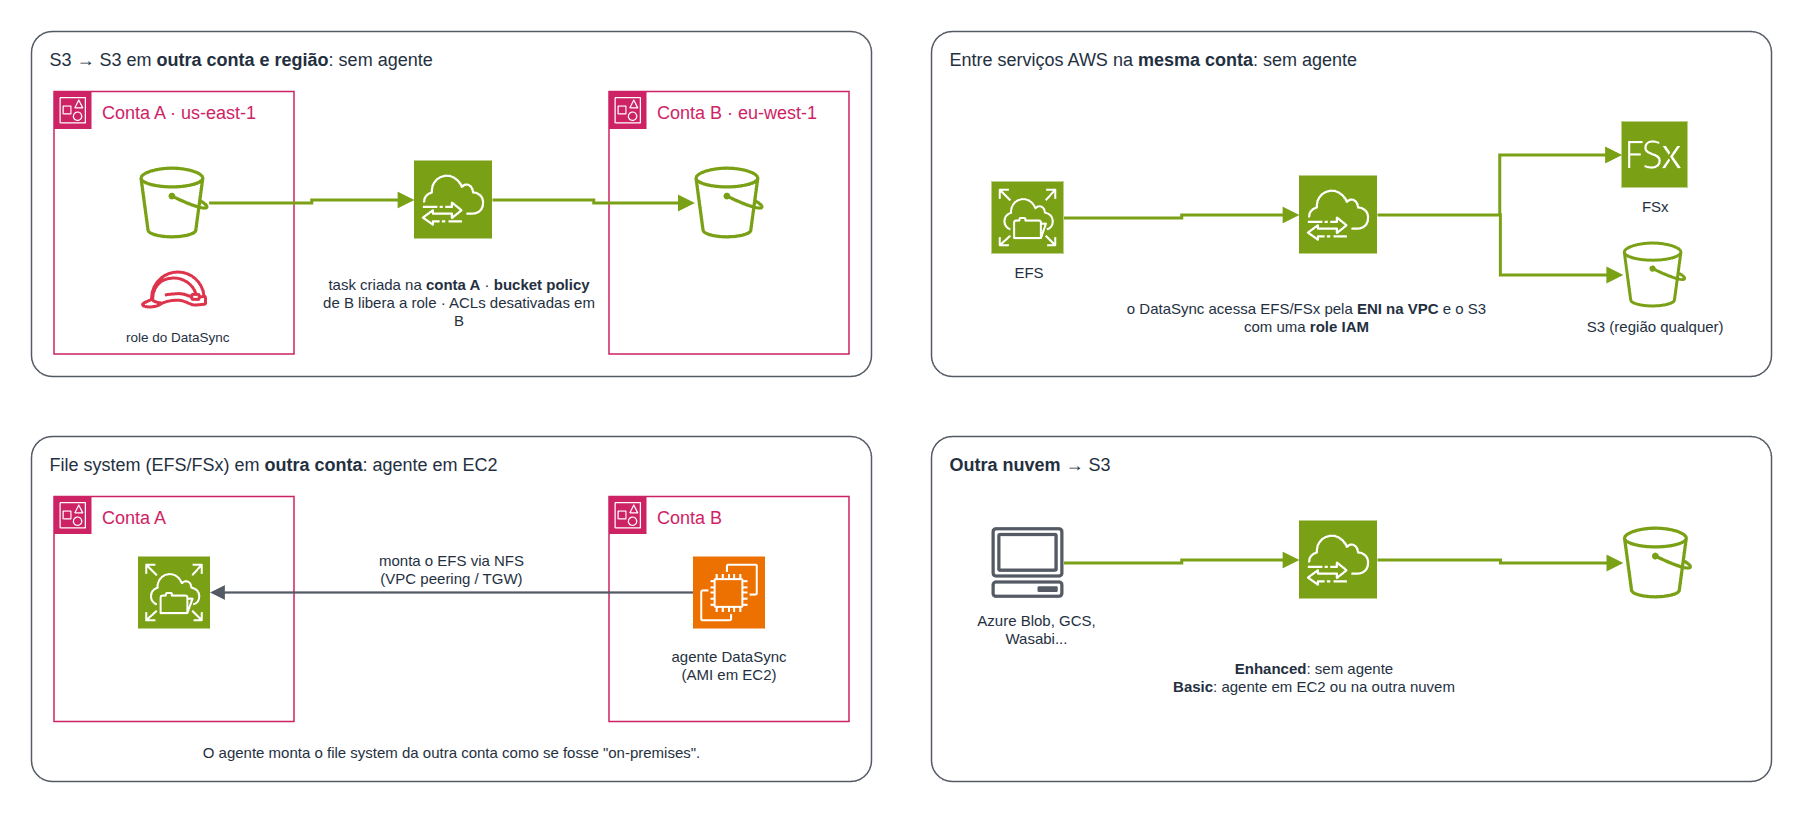 S3 → S3 em outra conta e região: sem agente
Conta A · us-east-1
Conta B · eu-west-1
task criada na conta A · bucket policy
de B libera a role · ACLs desativadas em
B
role do DataSync
Entre serviços AWS na mesma conta: sem agente
FSx
FSx
EFS
o DataSync acessa EFS/FSx pela ENI na VPC e o S3
com uma role IAM
S3 (região qualquer)
File system (EFS/FSx) em outra conta: agente em EC2
Conta A
Conta B
monta o EFS via NFS
(VPC peering / TGW)
agente DataSync
(AMI em EC2)
O agente monta o file system da outra conta como se fosse "on-premises".
Outra nuvem → S3
Azure Blob, GCS,
Wasabi...
Enhanced: sem agente
Basic: agente em EC2 ou na outra nuvem